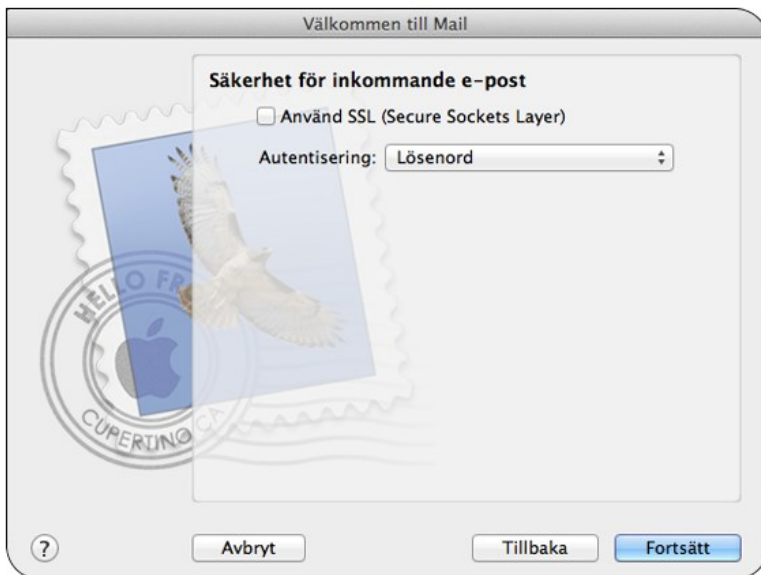 Välkommen till Mail
Säkerhet för inkommande e-post
Använd SSL (Secure Sockets Layer)
Autentisering: Lösenord
HELLO FR
CUPERTINO CA
? Avbryt Tillbaka Fortsätt